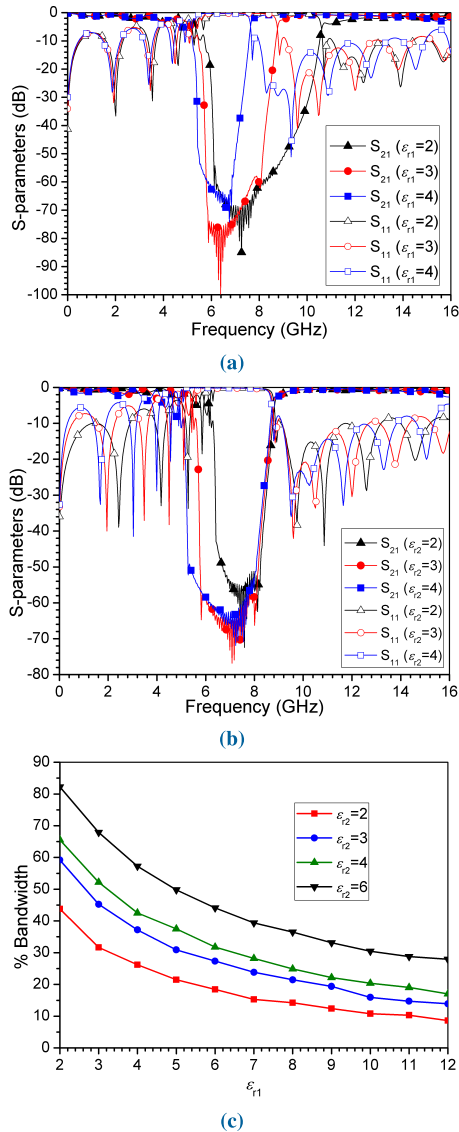 0
-10
-20
-30
-40
-50
-60
-70
-80
-90
-100
S-parameters (dB)
S21 (εr1=2)
S21 (εr1=3)
S21 (εr1=4)
S11 (εr1=2)
S11 (εr1=3)
S11 (εr1=4)
0 2 4 6 8 10 12 14 16
Frequency (GHz)
(a)
0
-10
-20
-30
-40
-50
-60
-70
-80
S-parameters (dB)
S21 (εr2=2)
S21 (εr2=3)
S21 (εr2=4)
S11 (εr2=2)
S11 (εr2=3)
S11 (εr2=4)
0 2 4 6 8 10 12 14 16
Frequency (GHz)
(b)
90
80
70
60
50
40
30
20
10
0
% Bandwidth
εr2=2
εr2=3
εr2=4
εr2=6
2 3 4 5 6 7 8 9 10 11 12
εr1
(c)